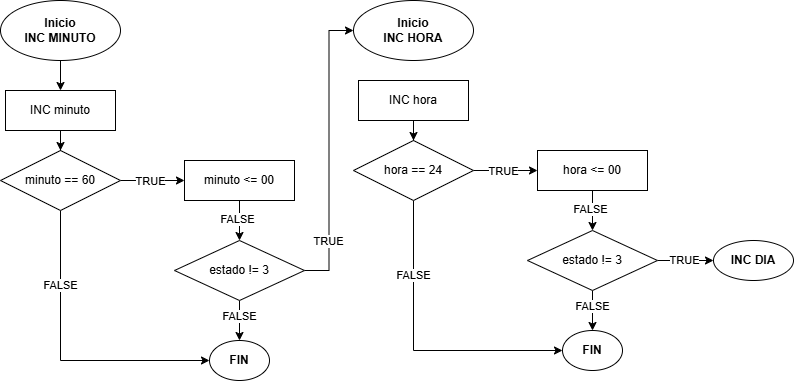 Inicio
INC MINUTO
INC minuto
minuto == 60
TRUE
minuto <= 00
FALSE
estado != 3
TRUE
FALSE
FALSE
FIN
Inicio
INC HORA
INC hora
hora == 24
TRUE
hora <= 00
FALSE
estado != 3
TRUE
INC DIA
FALSE
FALSE
FIN